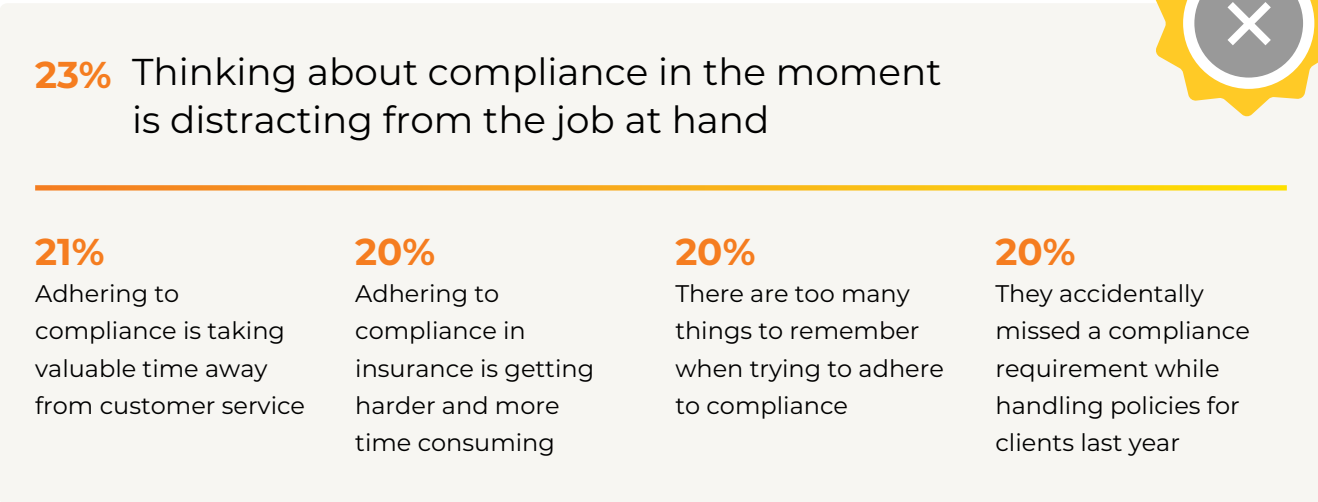 23% Thinking about compliance in the moment
is distracting from the job at hand
21%
Adhering to
compliance is taking
valuable time away
from customer service
20%
Adhering to
compliance in
insurance is getting
harder and more
time consuming
20%
There are too many
things to remember
when trying to adhere
to compliance
20%
They accidentally
missed a compliance
requirement while
handling policies for
clients last year